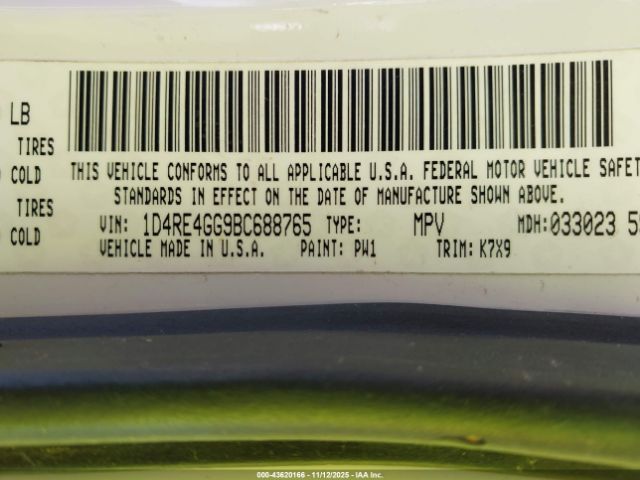 LB
TIRES
COLD
TIRES
COLD
THIS VEHICLE CONFORMS TO ALL APPLICABLE U.S.A. FEDERAL MOTOR VEHICLE SAFET
STANDARDS IN EFFECT ON THE DATE OF MANUFACTURE SHOWN ABOVE.
VIN: 1D4RE4GG9BC688765 TYPE: MPV MDH:033023 5
VEHICLE MADE IN U.S.A. PAINT: PW1 TRIM: K7X9
000-43620166 - 11/12/2025 - IAA Inc.